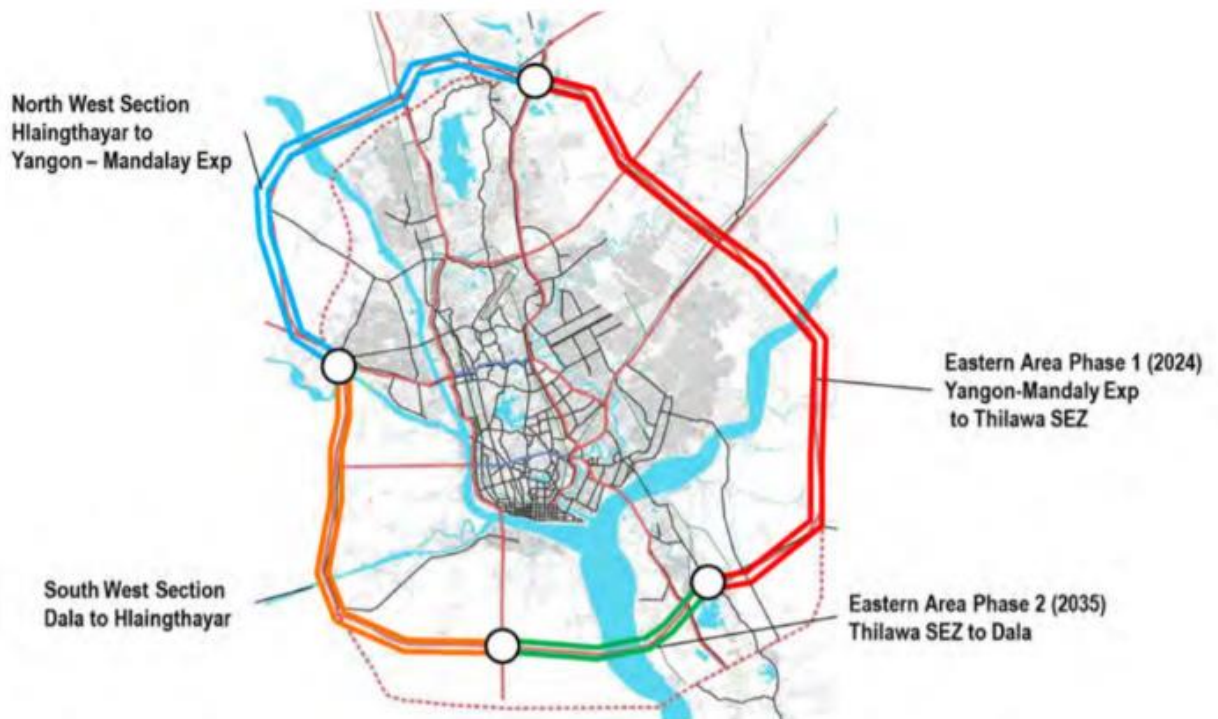 North West Section
Hlaingthayar to
Yangon – Mandalay Exp
Eastern Area Phase 1 (2024)
Yangon-Mandaly Exp
to Thilawa SEZ
South West Section
Dala to Hlaingthayar
Eastern Area Phase 2 (2035)
Thilawa SEZ to Dala